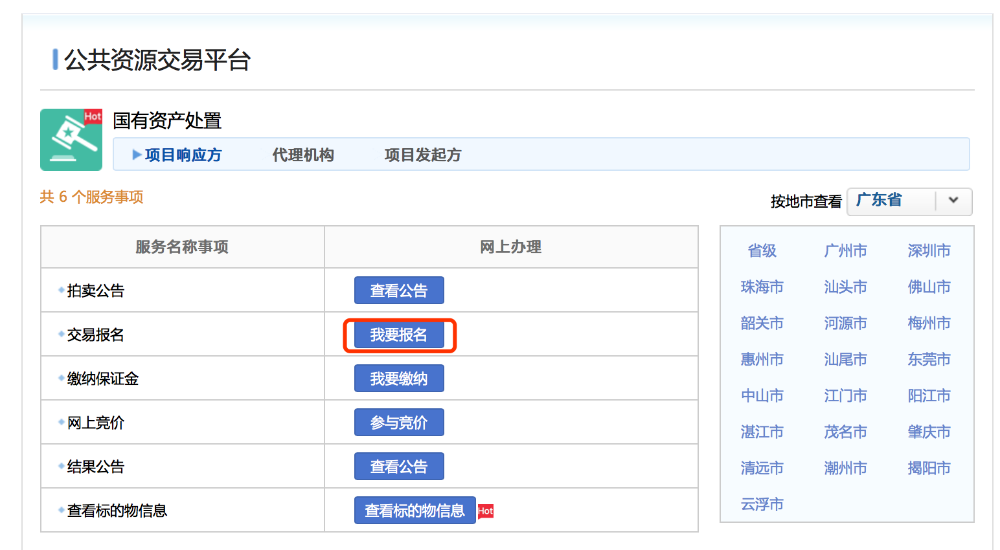 公共资源交易平台
Hot
国有资产处置
项目响应方 代理机构 项目发起方
共 6 个服务事项
按地市查看 广东省
服务名称事项 网上办理
拍卖公告 查看公告
交易报名 我要报名
缴纳保证金 我要缴纳
网上竞价 参与竞价
结果公告 查看公告
查看标的物信息 查看标的物信息 Hot
省级 广州市 深圳市
珠海市 汕头市 佛山市
韶关市 河源市 梅州市
惠州市 汕尾市 东莞市
中山市 江门市 阳江市
湛江市 茂名市 肇庆市
清远市 潮州市 揭阳市
云浮市